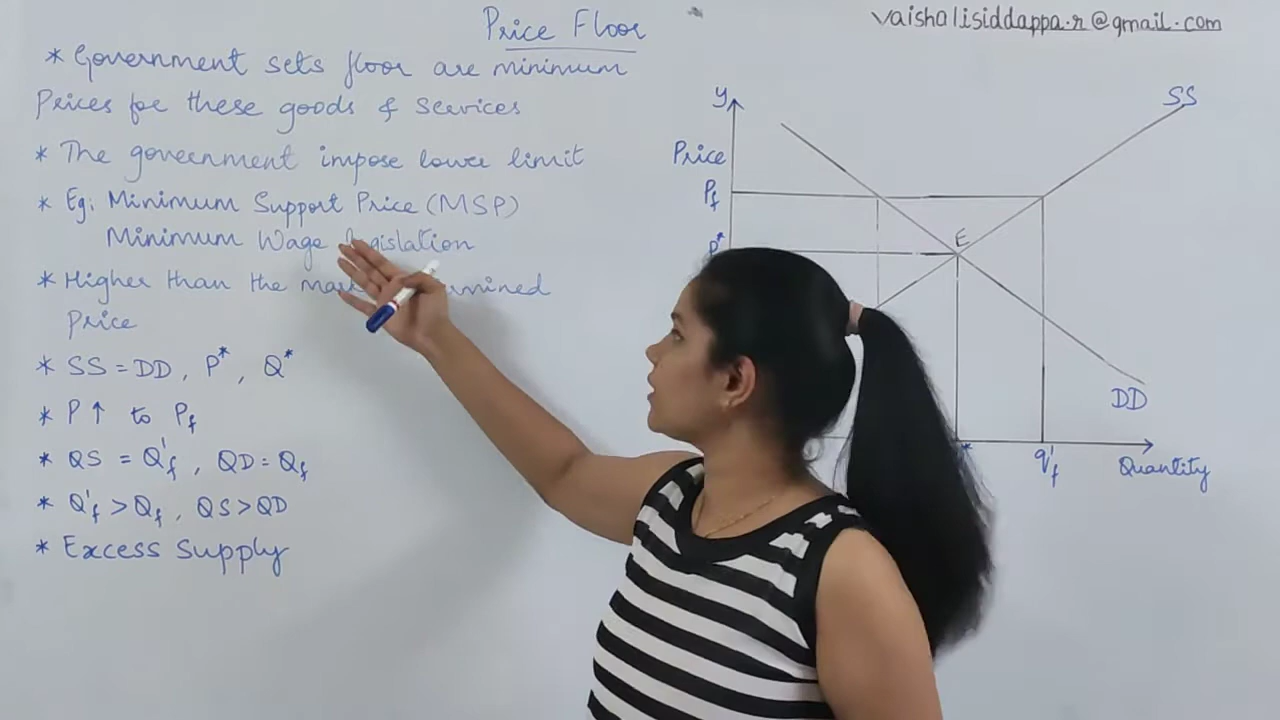 Price Floor
vaishalisiddappa.r@gmail.com
* Government sets floor are minimum
Prices for these goods & services
* The government impose lower limit
* Eg: Minimum Support Price (MSP)
Minimum Wage legislation
* Higher than the
Price
* SS = DD, P*, Q*
* P ↑ to Pf
* QS = Q'f, QD = Qf
* Q'f > Qf, QS > QD
* Excess Supply
y
SS
Price
Pf
P*
E
DD
q'f
Quantity